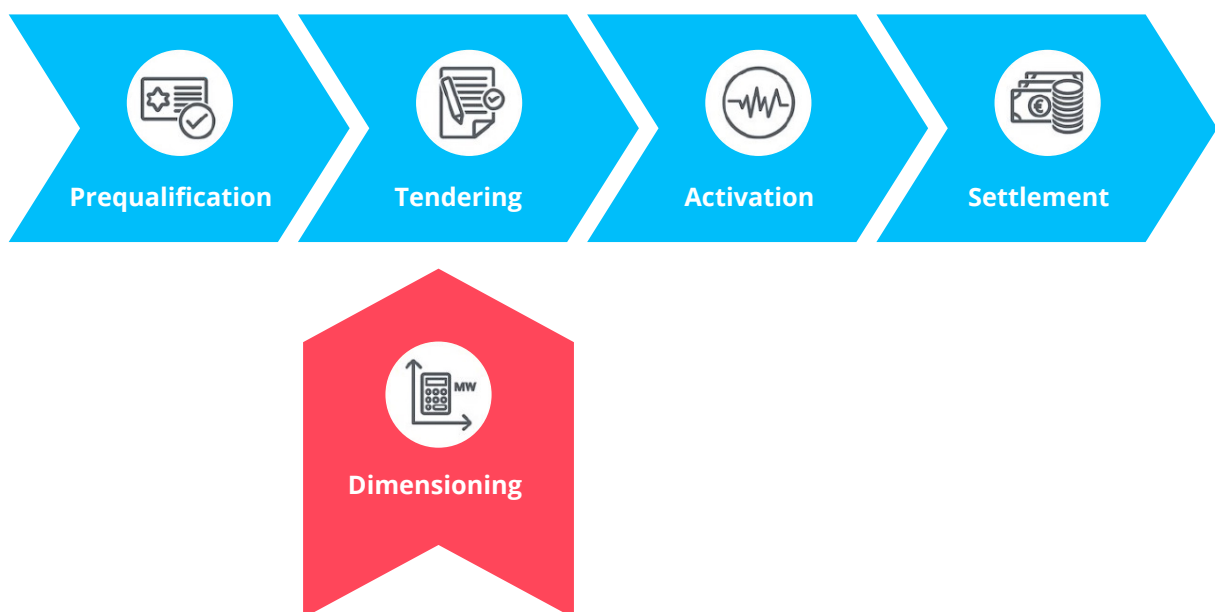 Prequalification
Tendering
Activation
Settlement
€
MW
Dimensioning